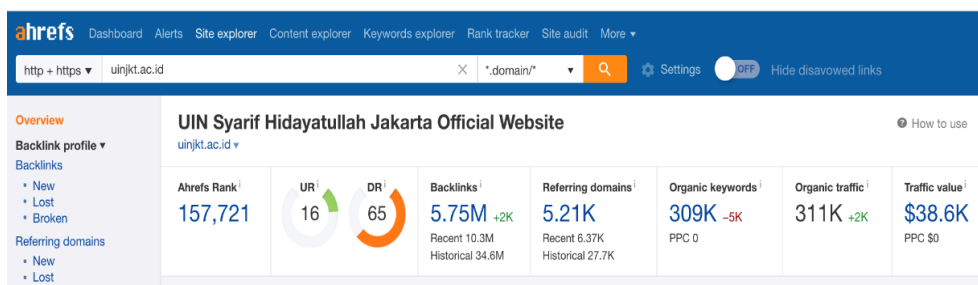 ahrefs Dashboard Alerts Site explorer Content explorer Keywords explorer Rank tracker Site audit More ▾
http + https ▾ uinjkt.ac.id × *.domain/* ▾ Settings OFF Hide disavowed links
Overview
Backlink profile ▾
Backlinks
• New
• Lost
• Broken
Referring domains
• New
• Lost
UIN Syarif Hidayatullah Jakarta Official Website
How to use
uinjkt.ac.id ▾
Ahrefs Rank i
157,721
UR i
16
DR i
65
Backlinks i
5.75M +2K
Recent 10.3M
Historical 34.6M
Referring domains i
5.21K
Recent 6.37K
Historical 27.7K
Organic keywords i
309K –5K
PPC 0
Organic traffic i
311K +2K
Traffic value i
$38.6K
PPC $0